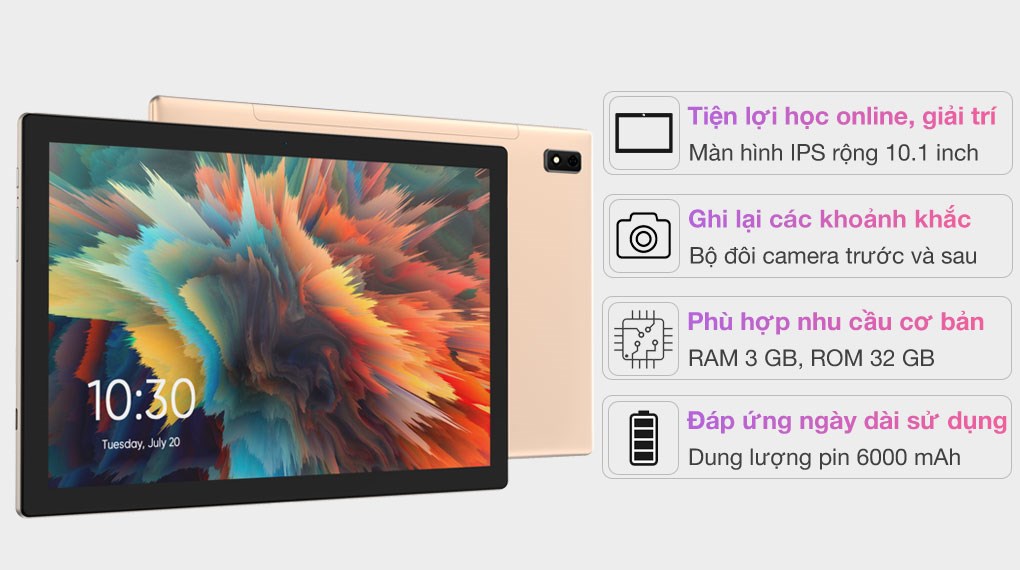 10:30
Tuesday, July 20
Tiện lợi học online, giải trí
Màn hình IPS rộng 10.1 inch
Ghi lại các khoảnh khắc
Bộ đôi camera trước và sau
Phù hợp nhu cầu cơ bản
RAM 3 GB, ROM 32 GB
Đáp ứng ngày dài sử dụng
Dung lượng pin 6000 mAh